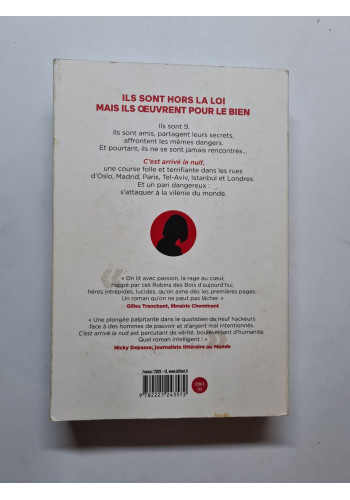 ILS SONT HORS LA LOI
MAIS ILS ŒUVRENT POUR LE BIEN
Ils sont 9.
Ils sont amis, partagent leurs secrets,
affrontent les mêmes dangers.
Et pourtant, ils ne se sont jamais rencontrés...
C'est arrivé la nuit,
une course folle et terrifiante dans les rues
d'Oslo, Madrid, Paris, Tel-Aviv, Istanbul et Londres.
Et un pari dangereux :
s'attaquer à la vilenie du monde.
« On lit avec passion, la rage au cœur,
happé par ces Robins des Bois d'aujourd'hui,
héros intrépides, lucides, qu'on aime dès les premières pages.
Un roman qu'on ne peut pas lâcher. »
Gilles Tranchant, librairie Cheminant
« Une plongée palpitante dans le quotidien de neuf hackeurs
face à des hommes de pouvoir et d'argent mal intentionnés.
C'est arrivé la nuit est percutant de vérité, bouleversant d'humanité.
Quel roman intelligent ! »
Nicky Depasse, journaliste littéraire au Monde
9 782221 243572